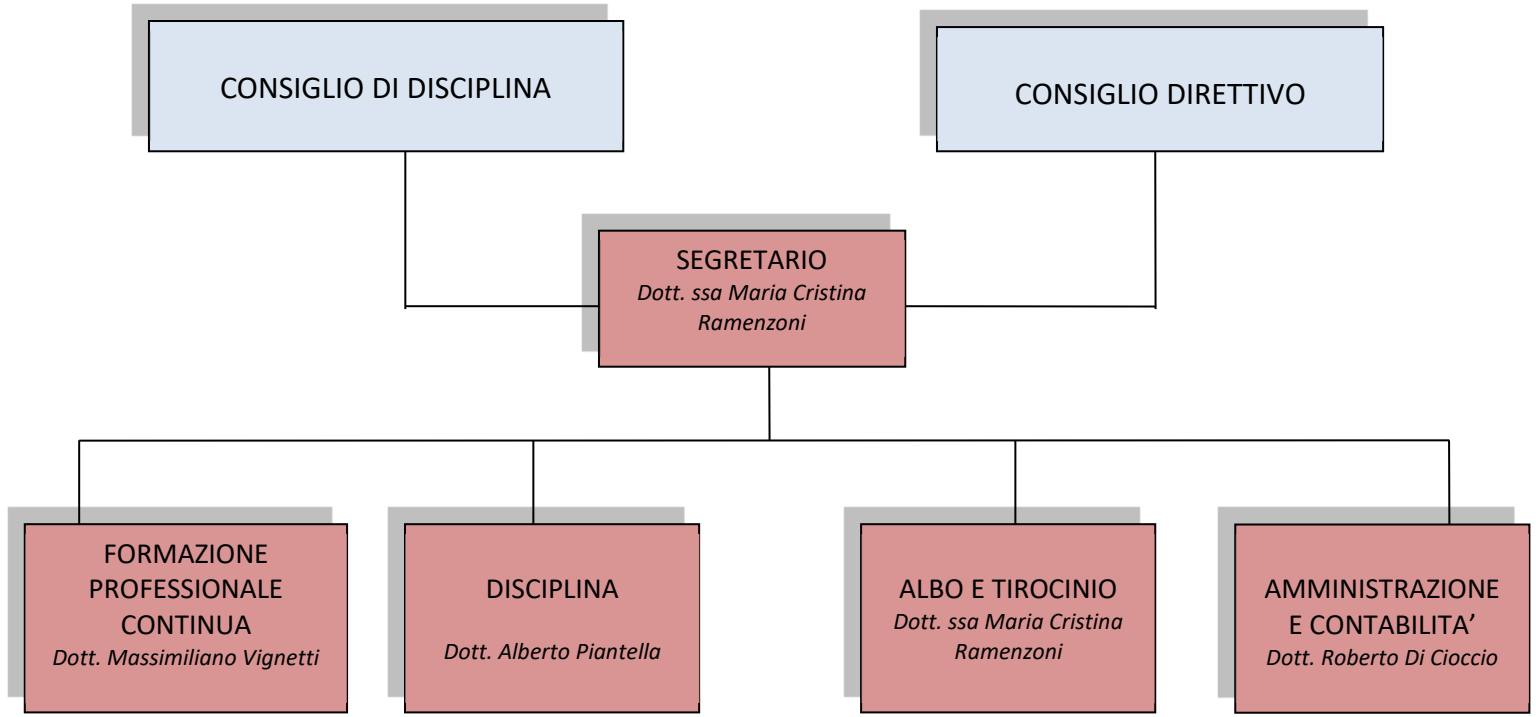 CONSIGLIO DI DISCIPLINA
CONSIGLIO DIRETTIVO
SEGRETARIO
Dott. ssa Maria Cristina
Ramenzoni
FORMAZIONE
PROFESSIONALE
CONTINUA
Dott. Massimiliano Vignetti
DISCIPLINA
Dott. Alberto Piantella
ALBO E TIROCINIO
Dott. ssa Maria Cristina
Ramenzoni
AMMINISTRAZIONE
E CONTABILITA’
Dott. Roberto Di Cioccio